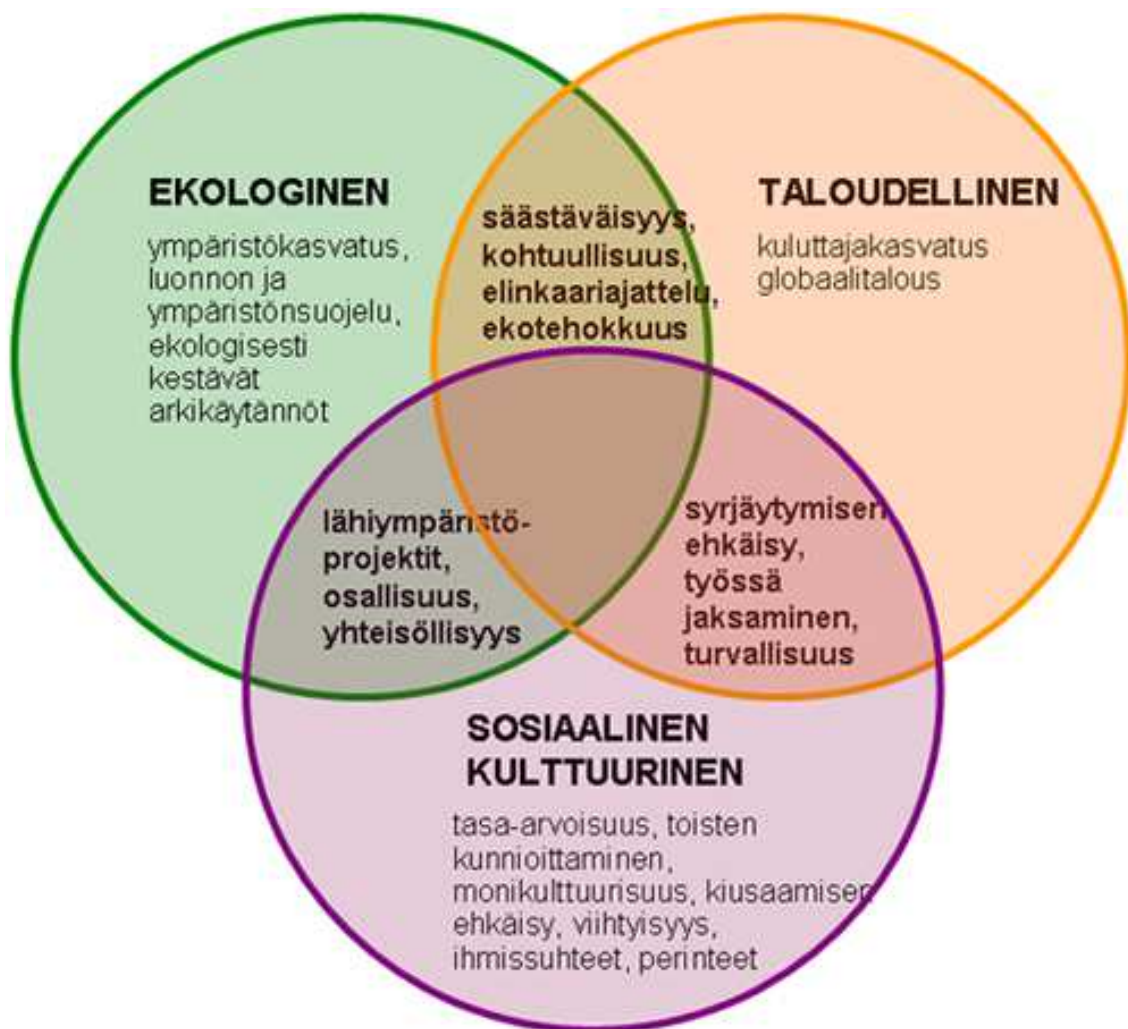 EKOLOGINEN
ympäristökasvatus,
luonnon ja
ympäristönsuojelu,
ekologisesti
kestävät
arkikäytännöt
säästäväisyys,
kohtuullisuus,
elinkaariajattelu,
ekotehokkuus
TALOUDELLINEN
kuluttajakasvatus
globaalitalous
lähiympäristö-
projektit,
osallisuus,
yhteisöllisyys
syrjäytymisen
ehkäisy,
työssä
jaksaminen,
turvallisuus
SOSIAALINEN
KULTTUURINEN
tasa-arvoisuus, toisten
kunnioittaminen,
monikulttuurisuus, kiusaamisen
ehkäisy, viihtyisyys,
ihmissuhteet, perinteet